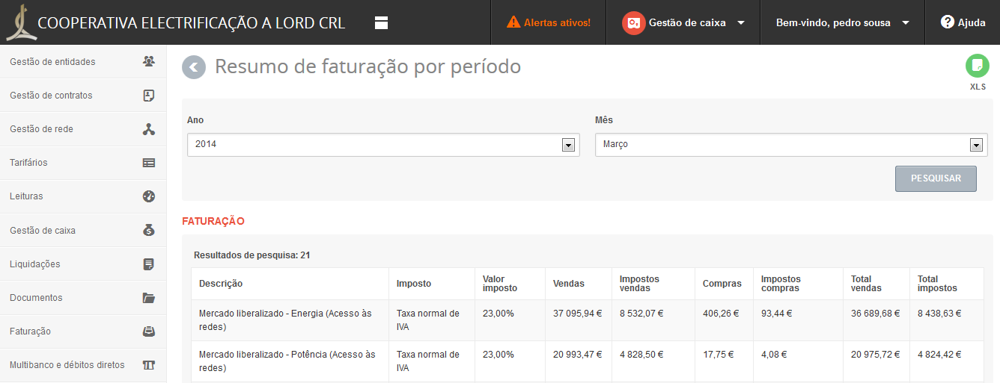 COOPERATIVA ELECTRIFICAÇÃO A LORD CRL
Alertas ativos!
Gestão de caixa
Bem-vindo, pedro sousa
Ajuda
Gestão de entidades
Gestão de contratos
Gestão de rede
Tarifários
Leituras
Gestão de caixa
Liquidações
Documentos
Faturação
Multibanco e débitos diretos
Resumo de faturação por período
XLS
Ano
Mês
2014
Março
PESQUISAR
FATURAÇÃO
Resultados de pesquisa: 21
Descrição Imposto Valor imposto Vendas Impostos vendas Compras Impostos compras Total vendas Total impostos
Mercado liberalizado - Energia (Acesso às redes) Taxa normal de IVA 23,00% 37 095,94 € 8 532,07 € 406,26 € 93,44 € 36 689,68 € 8 438,63 €
Mercado liberalizado - Potência (Acesso às redes) Taxa normal de IVA 23,00% 20 993,47 € 4 828,50 € 17,75 € 4,08 € 20 975,72 € 4 824,42 €